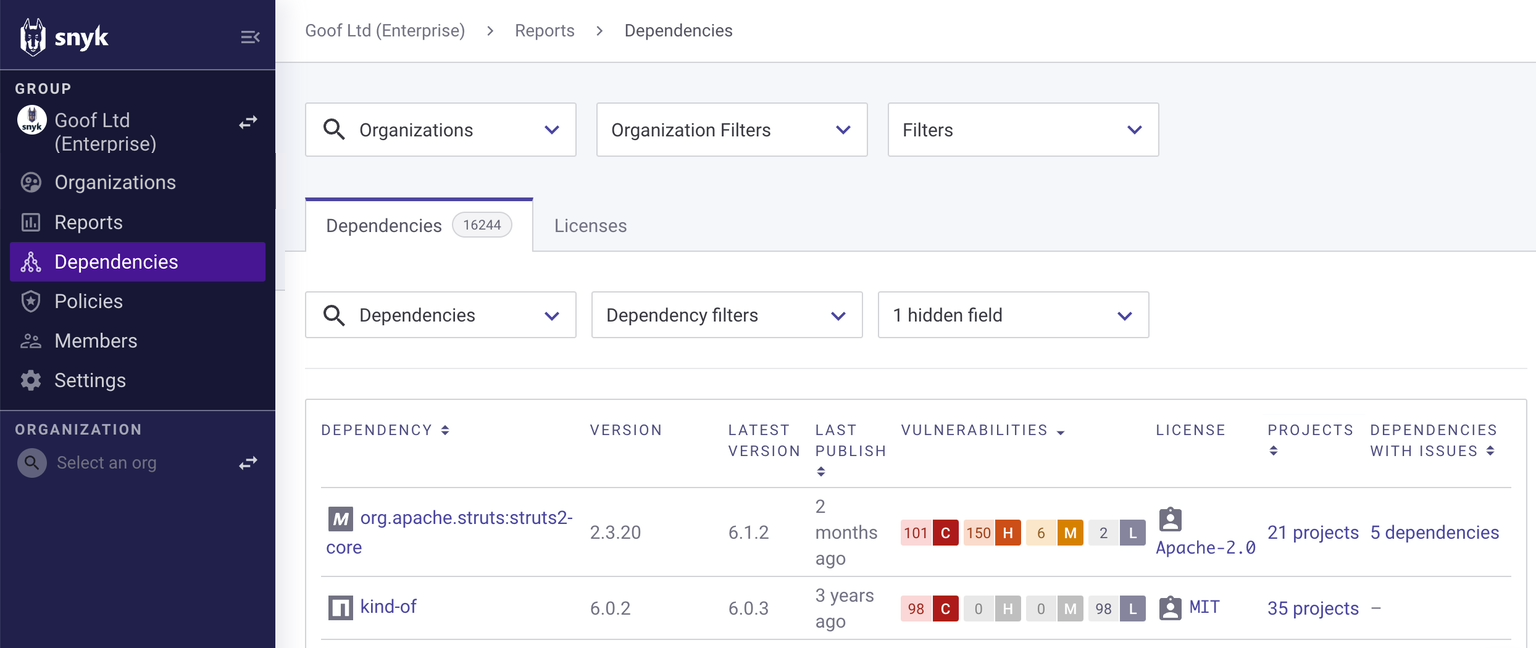 snyk
GROUP
snyk
Goof Ltd
(Enterprise)
Organizations
Reports
Dependencies
Policies
Members
Settings
ORGANIZATION
Select an org
Goof Ltd (Enterprise) > Reports > Dependencies
Organizations Organization Filters Filters
Dependencies 16244 Licenses
Dependencies Dependency filters 1 hidden field
DEPENDENCY VERSION LATEST VERSION LAST PUBLISH VULNERABILITIES LICENSE PROJECTS DEPENDENCIES WITH ISSUES
M org.apache.struts:struts2-core 2.3.20 6.1.2 2 months ago 101 C 150 H 6 M 2 L Apache-2.0 21 projects 5 dependencies
kind-of 6.0.2 6.0.3 3 years ago 98 C 0 H 0 M 98 L MIT 35 projects –